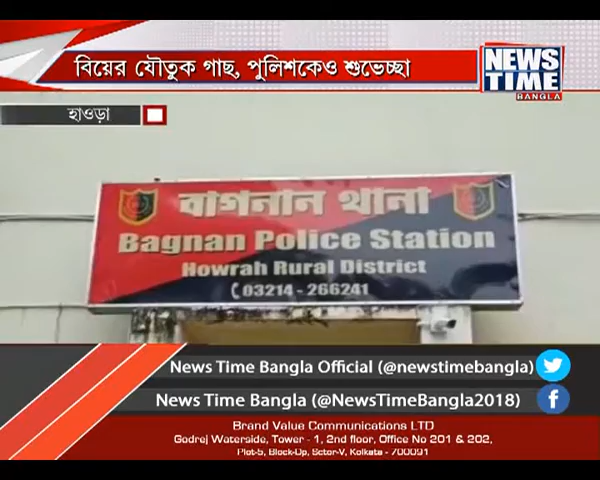 বিয়ের যৌতুক গাছ, পুলিশকেও শুভেচ্ছা
NEWS
TIME
BANGLA
হাওড়া
বাগনান থানা
Bagnan Police Station
Howrah Rural District
03214 - 266241
News Time Bangla Official (@newstimebangla)
News Time Bangla (@NewsTimeBangla2018)
Brand Value Communications LTD
Godrej Waterside, Tower - 1, 2nd floor, Office No 201 & 202,
Plot-5, Block-Dp, Sctor-V, Kolkata - 700091